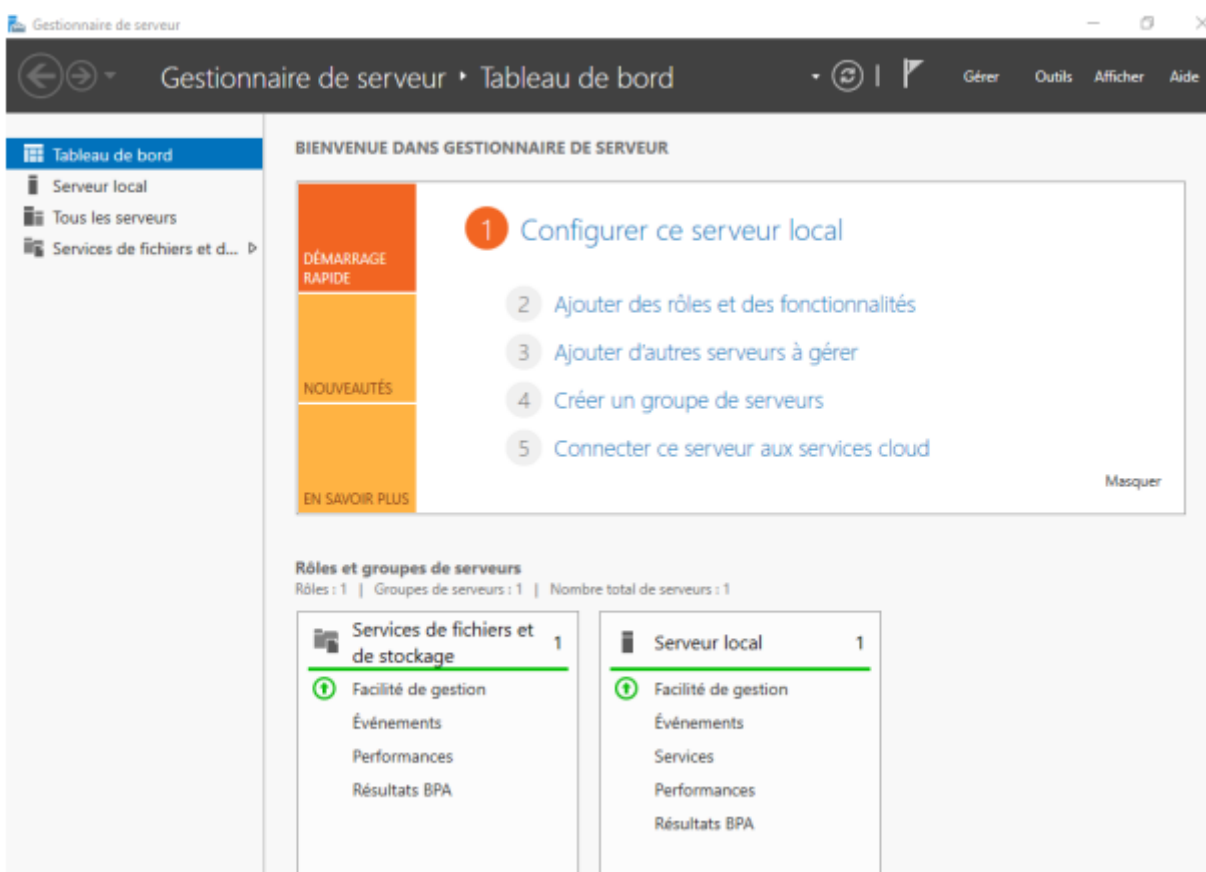 Gestionnaire de serveur
Gestionnaire de serveur ‣ Tableau de bord
Gérer Outils Afficher Aide
Tableau de bord
Serveur local
Tous les serveurs
Services de fichiers et d...
BIENVENUE DANS GESTIONNAIRE DE SERVEUR
DÉMARRAGE
RAPIDE
NOUVEAUTÉS
EN SAVOIR PLUS
1 Configurer ce serveur local
2 Ajouter des rôles et des fonctionnalités
3 Ajouter d'autres serveurs à gérer
4 Créer un groupe de serveurs
5 Connecter ce serveur aux services cloud
Masquer
Rôles et groupes de serveurs
Rôles : 1 | Groupes de serveurs : 1 | Nombre total de serveurs : 1
Services de fichiers et
de stockage
1
Facilité de gestion
Événements
Performances
Résultats BPA
Serveur local 1
Facilité de gestion
Événements
Services
Performances
Résultats BPA